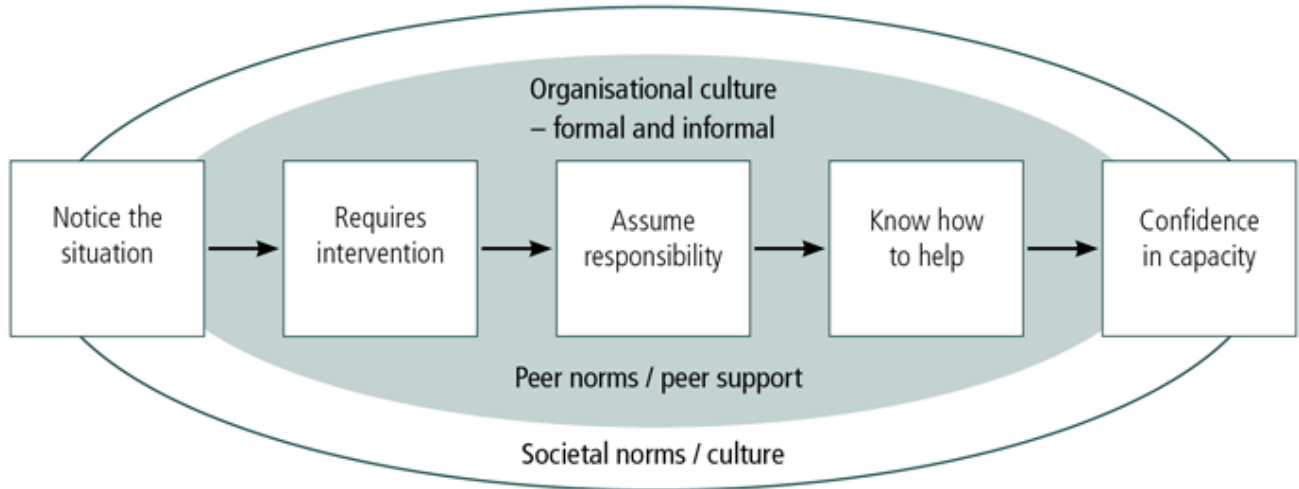 Organisational culture
– formal and informal
Notice the
situation
Requires
intervention
Assume
responsibility
Know how
to help
Confidence
in capacity
Peer norms / peer support
Societal norms / culture